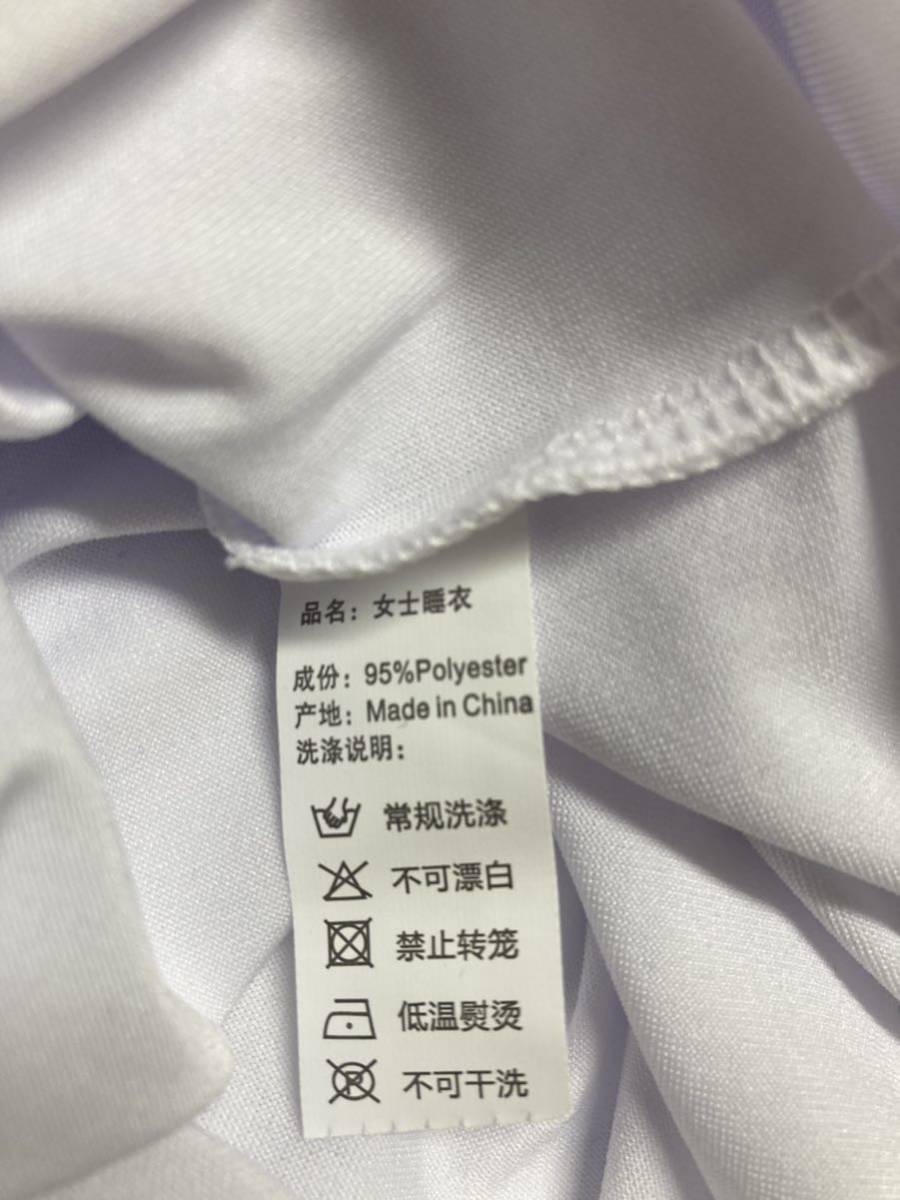 品名：女士睡衣
成份：95%Polyester
产地：Made in China
洗涤说明：
常规洗涤
不可漂白
禁止转笼
低温熨烫
不可干洗